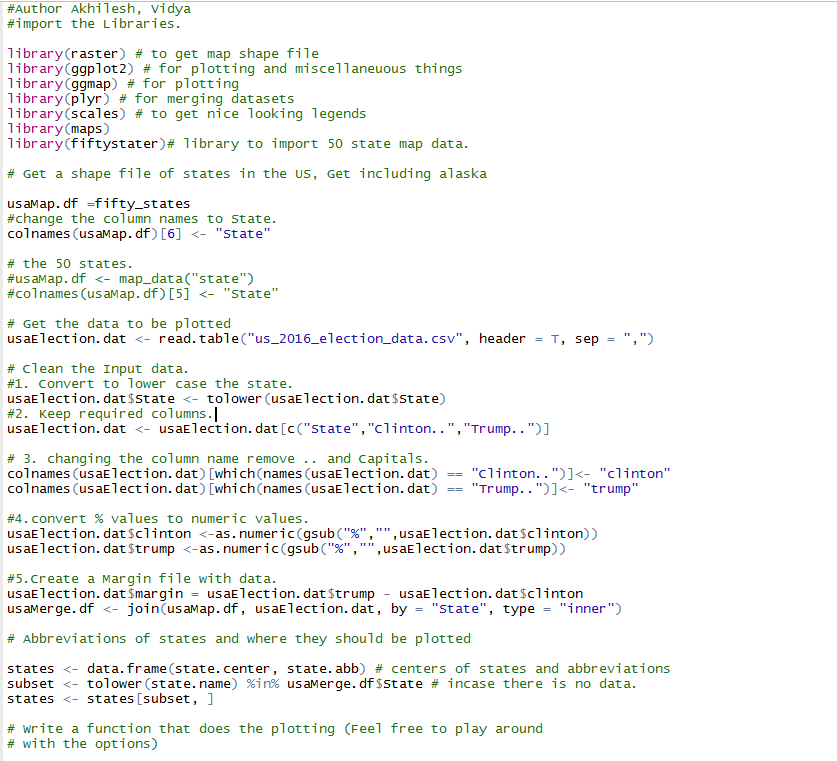 #Author Akhilesh, Vidya
#import the Libraries.
library(raster) # to get map shape file
library(ggplot2) # for plotting and miscellaneuous things
library(ggmap) # for plotting
library(plyr) # for merging datasets
library(scales) # to get nice looking legends
library(maps)
library(fiftystater)# library to import 50 state map data.
# Get a shape file of states in the US, Get including alaska
usaMap.df =fifty_states
#change the column names to State.
colnames(usaMap.df)[6] <- "State"
# the 50 states.
#usaMap.df <- map_data("state")
#colnames(usaMap.df)[5] <- "State"
# Get the data to be plotted
usaElection.dat <- read.table("us_2016_election_data.csv", header = T, sep = ",")
# Clean the Input data.
#1. Convert to lower case the state.
usaElection.dat$State <- tolower(usaElection.dat$State)
#2. Keep required columns.
usaElection.dat <- usaElection.dat[c("State","Clinton..","Trump..")]
# 3. changing the column name remove .. and Capitals.
colnames(usaElection.dat)[which(names(usaElection.dat) == "Clinton..")]<- "clinton"
colnames(usaElection.dat)[which(names(usaElection.dat) == "Trump..")]<- "trump"
#4.convert % values to numeric values.
usaElection.dat$clinton <-as.numeric(gsub("%","",usaElection.dat$clinton))
usaElection.dat$trump <-as.numeric(gsub("%","",usaElection.dat$trump))
#5.Create a Margin file with data.
usaElection.dat$margin = usaElection.dat$trump - usaElection.dat$clinton
usaMerge.df <- join(usaMap.df, usaElection.dat, by = "State", type = "inner")
# Abbreviations of states and where they should be plotted
states <- data.frame(state.center, state.abb) # centers of states and abbreviations
subset <- tolower(state.name) %in% usaMerge.df$State # incase there is no data.
states <- states[subset, ]
# Write a function that does the plotting (Feel free to play around
# with the options)